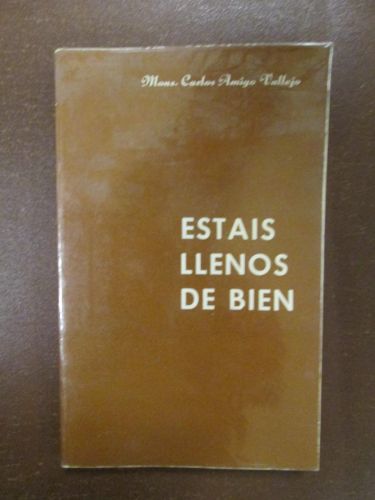 Mons. Carlos Amigo Vallejo
ESTAIS
LLENOS
DE BIEN